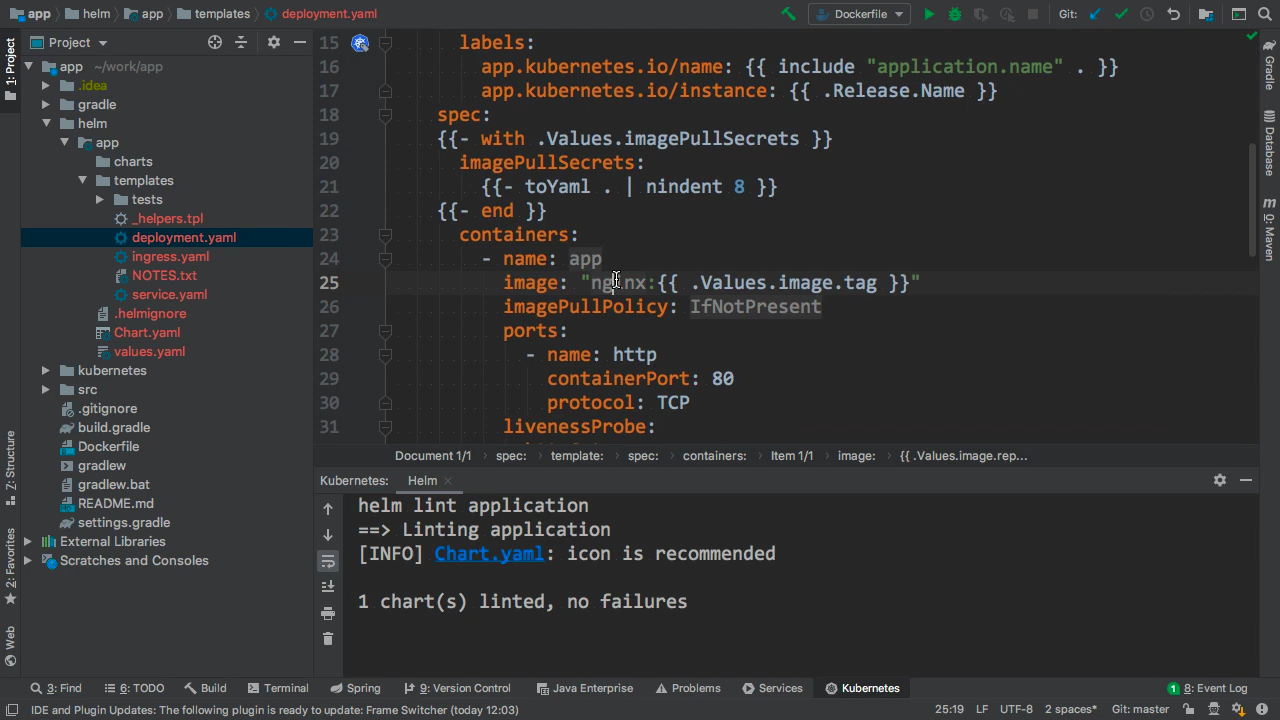 app helm app templates deployment.yaml Dockerfile Git:
Project
15 labels:
16 app.kubernetes.io/name: {{ include "application.name" . }}
17 app.kubernetes.io/instance: {{ .Release.Name }}
18 spec:
19 {{- with .Values.imagePullSecrets }}
20 imagePullSecrets:
21 {{- toYaml . | nindent 8 }}
22 {{- end }}
23 containers:
24 - name: app
25 image: "nginx:{{ .Values.image.tag }}"
26 imagePullPolicy: IfNotPresent
27 ports:
28 - name: http
29 containerPort: 80
30 protocol: TCP
31 livenessProbe:
Document 1/1 spec: template: spec: containers: Item 1/1 image: {{ .Values.image.rep...
app ~/work/app
.idea
gradle
helm
app
charts
templates
tests
_helpers.tpl
deployment.yaml
ingress.yaml
NOTES.txt
service.yaml
.helmignore
Chart.yaml
values.yaml
kubernetes
src
.gitignore
build.gradle
Dockerfile
gradlew
gradlew.bat
README.md
settings.gradle
External Libraries
Scratches and Consoles
1: Project
7: Structure
2: Favorites
Web
Gradle
Database
0: Maven
Kubernetes: Helm
helm lint application
==> Linting application
[INFO] Chart.yaml: icon is recommended
1 chart(s) linted, no failures
3: Find 6: TODO Build Terminal Spring 9: Version Control Java Enterprise Problems Services Kubernetes 1 8: Event Log
IDE and Plugin Updates: The following plugin is ready to update: Frame Switcher (today 12:03) 25:19 LF UTF-8 2 spaces* Git: master